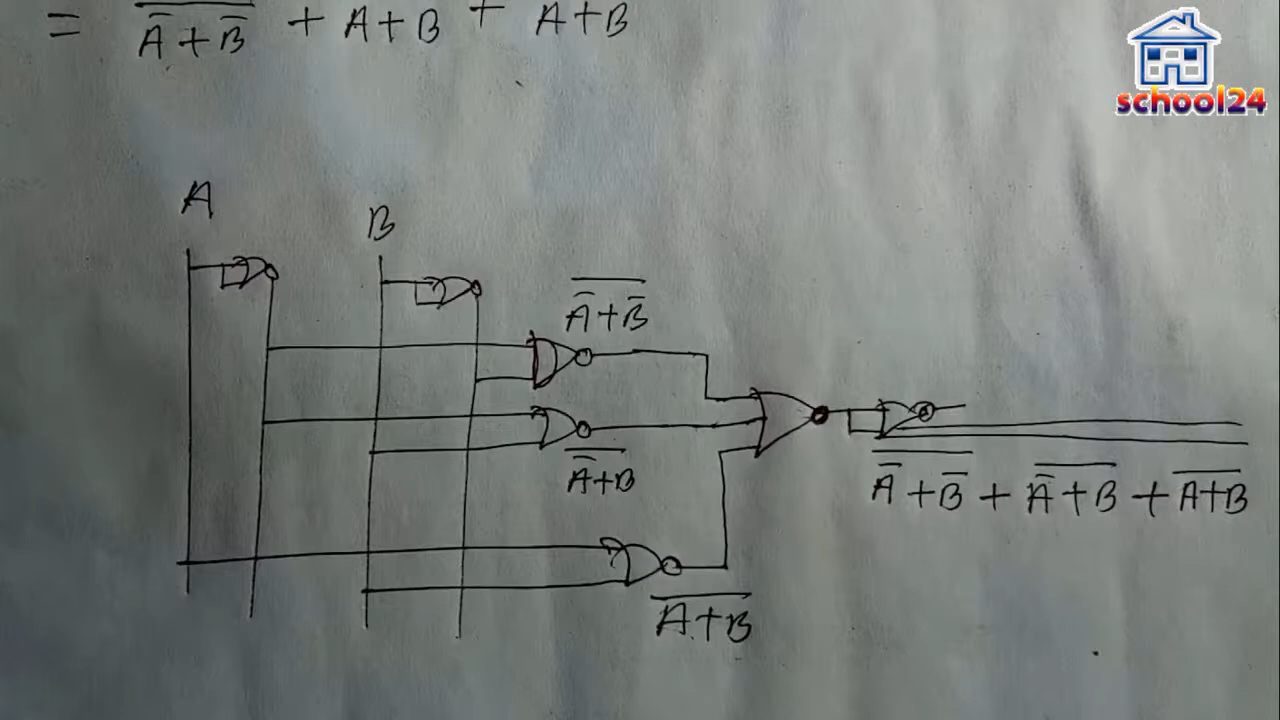 = A̅̅ ̅+̅ ̅B̅̅ + A+B + A+B
school24
A
B
A̅̅ ̅+̅ ̅B̅̅
A̅̅ ̅+̅ ̅B̅
A̅ ̅+̅ ̅B̅
A̅̅ ̅+̅ ̅B̅̅ + A̅̅ ̅+̅ ̅B̅ + A̅ ̅+̅ ̅B̅